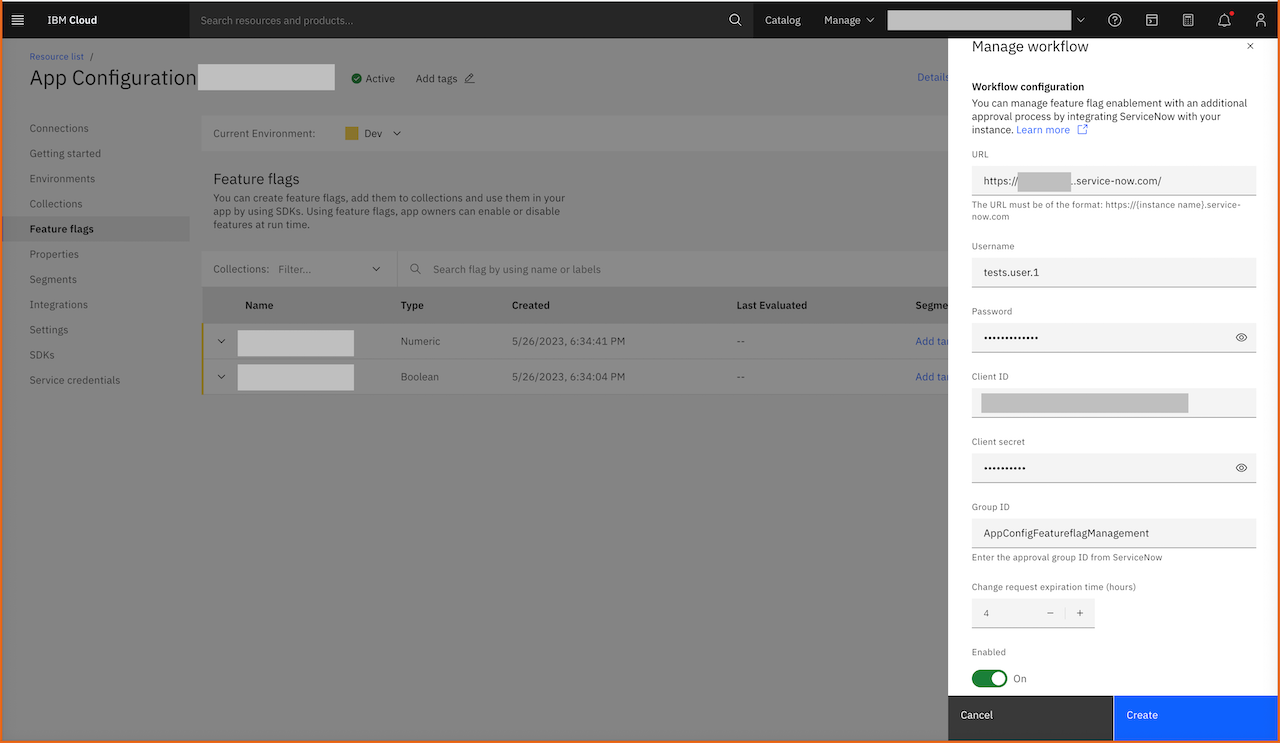 IBM Cloud
Search resources and products...
Catalog
Manage
Resource list /
App Configuration
Active
Add tags
Details
Connections
Getting started
Environments
Collections
Feature flags
Properties
Segments
Integrations
Settings
SDKs
Service credentials
Current Environment:
Dev
Feature flags
You can create feature flags, add them to collections and use them in your
app by using SDKs. Using feature flags, app owners can enable or disable
features at run time.
Collections: Filter...
Search flag by using name or labels
Name Type Created Last Evaluated Segme
Numeric 5/26/2023, 6:34:41 PM -- Add tar
Boolean 5/26/2023, 6:34:04 PM -- Add tar
Manage workflow
Workflow configuration
You can manage feature flag enablement with an additional
approval process by integrating ServiceNow with your
instance. Learn more
URL
https:// .service-now.com/
The URL must be of the format: https://{instance name}.service-
now.com
Username
tests.user.1
Password
•••••••••••••
Client ID
Client secret
••••••••••
Group ID
AppConfigFeatureflagManagement
Enter the approval group ID from ServiceNow
Change request expiration time (hours)
4 − +
Enabled
On
Cancel
Create